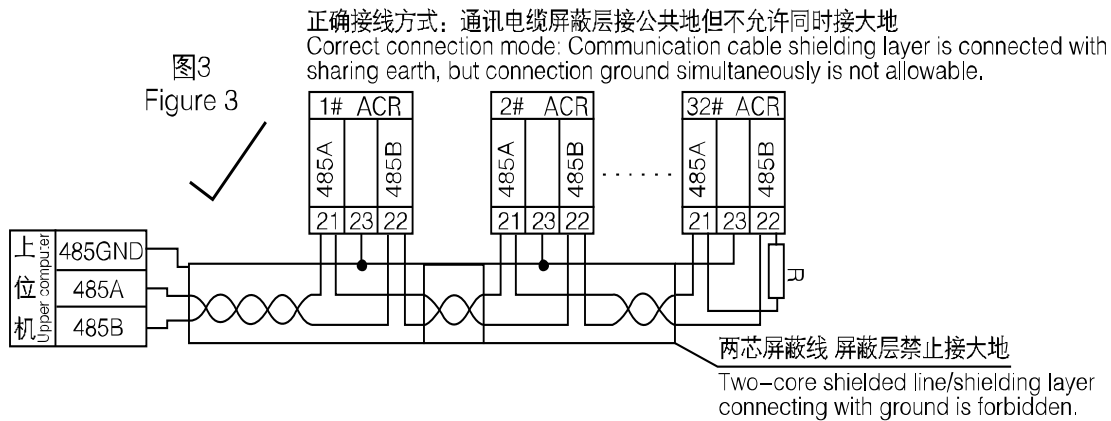 正确接线方式：通讯电缆屏蔽层接公共地但不允许同时接大地
Correct connection mode: Communication cable shielding layer is connected with
sharing earth, but connection ground simultaneously is not allowable.
图3
Figure 3
1# ACR
485A
485B
21 23 22
2# ACR
485A
485B
21 23 22
......
32# ACR
485A
485B
21 23 22
R
上位机
Upper computer
485GND
485A
485B
两芯屏蔽线 屏蔽层禁止接大地
Two-core shielded line/shielding layer
connecting with ground is forbidden.